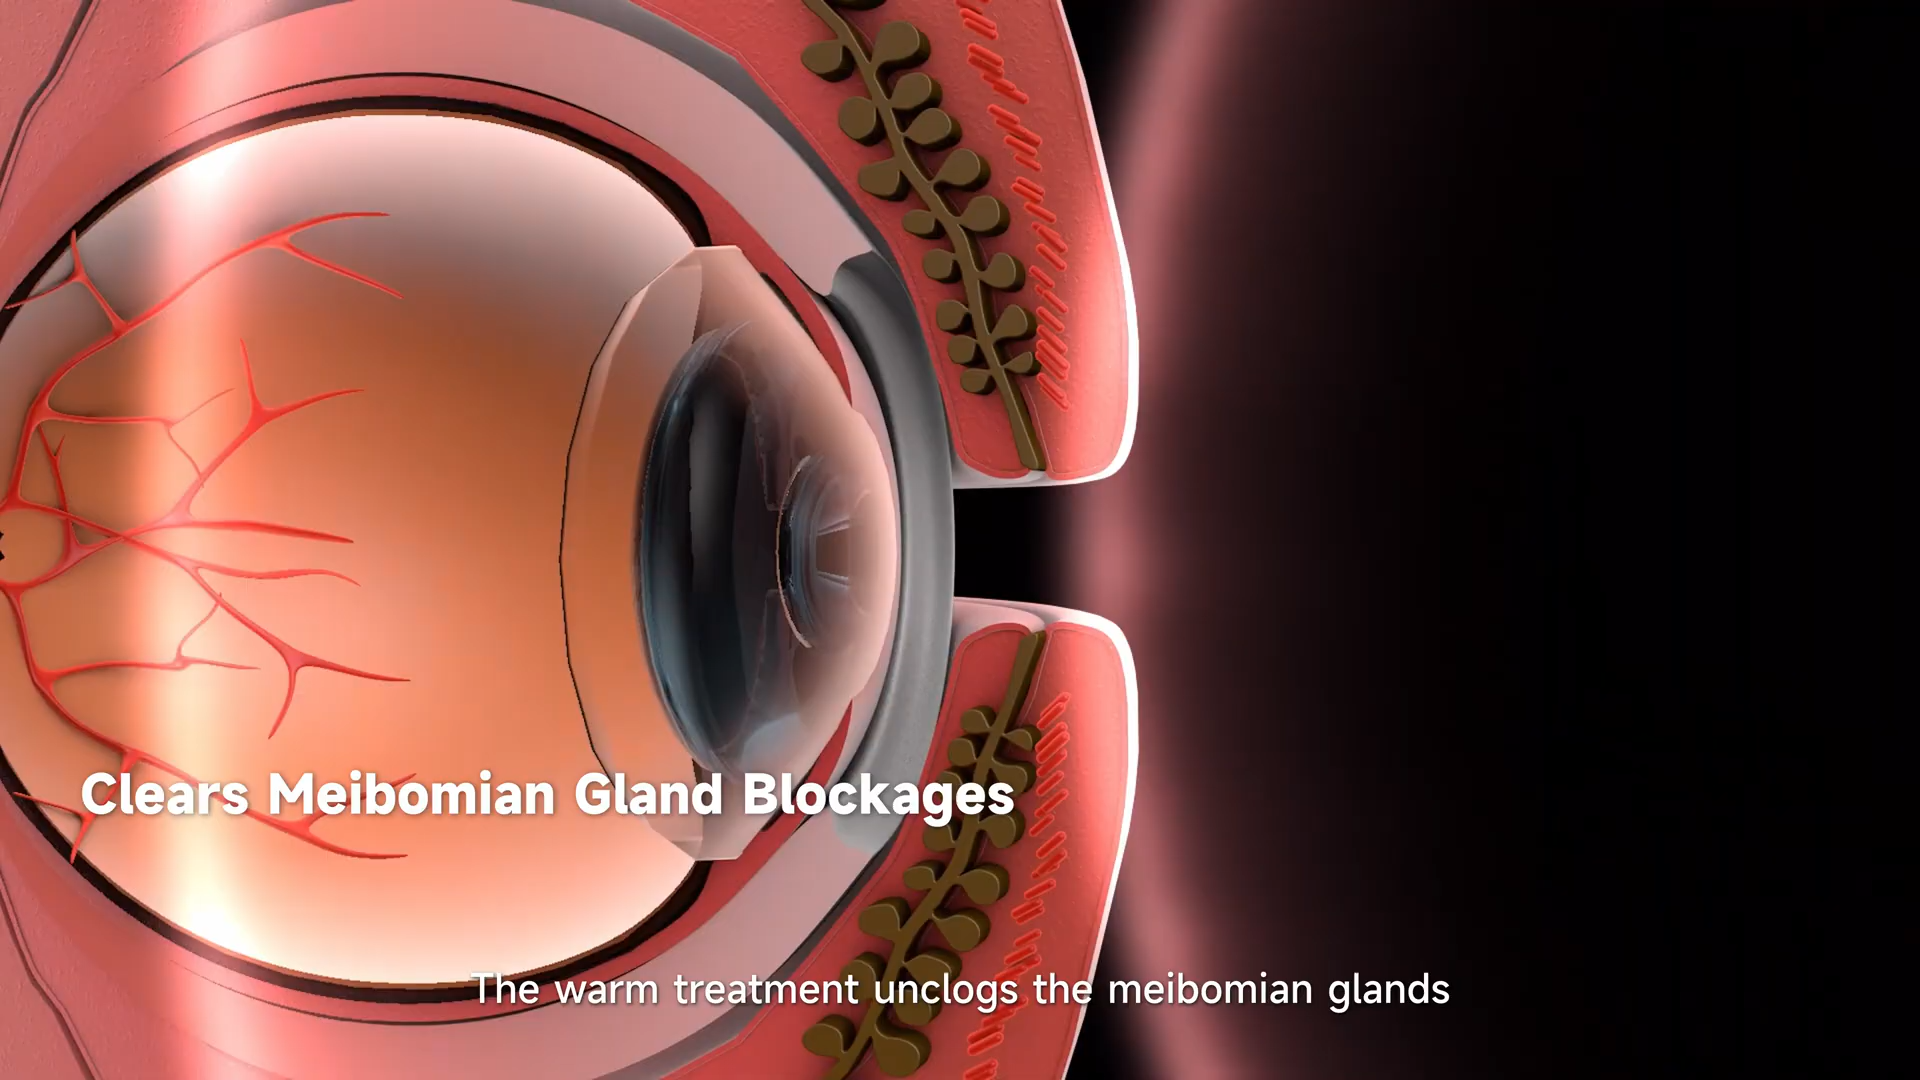 Clears Meibomian Gland Blockages
The warm treatment unclogs the meibomian glands